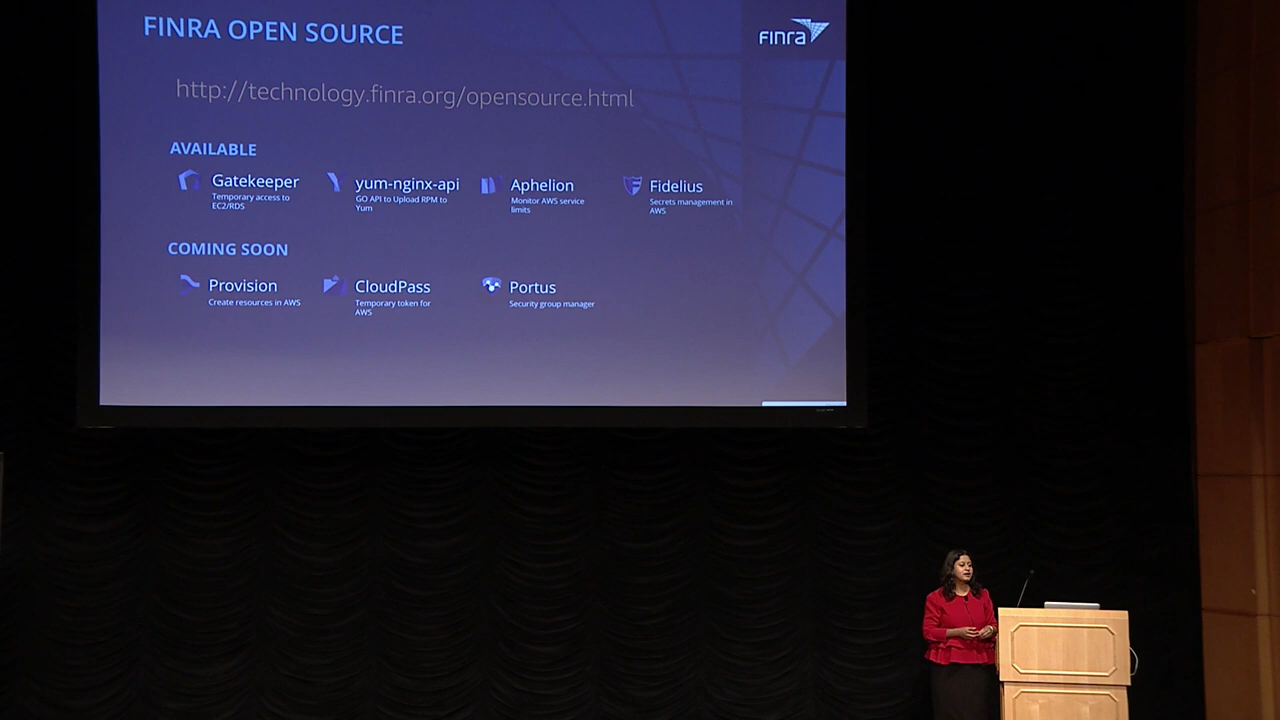 FINRA OPEN SOURCE
finra
http://technology.finra.org/opensource.html
AVAILABLE
Gatekeeper
Temporary access to
EC2/RDS
yum-nginx-api
GO API to Upload RPM to
Yum
Aphelion
Monitor AWS service
limits
Fidelius
Secrets management in
AWS
COMING SOON
Provision
Create resources in AWS
CloudPass
Temporary token for
AWS
Portus
Security group manager